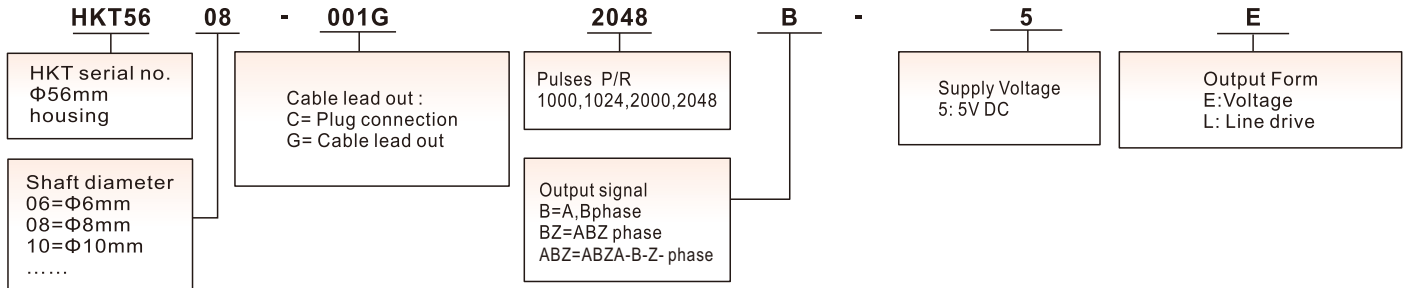 HKT56 08 - 001G 2048 B - 5 E
HKT serial no.
Φ56mm
housing
Shaft diameter
06=Φ6mm
08=Φ8mm
10=Φ10mm
……
Cable lead out :
C= Plug connection
G= Cable lead out
Pulses P/R
1000,1024,2000,2048
Output signal
B=A,Bphase
BZ=ABZ phase
ABZ=ABZA-B-Z- phase
Supply Voltage
5: 5V DC
Output Form
E:Voltage
L: Line drive